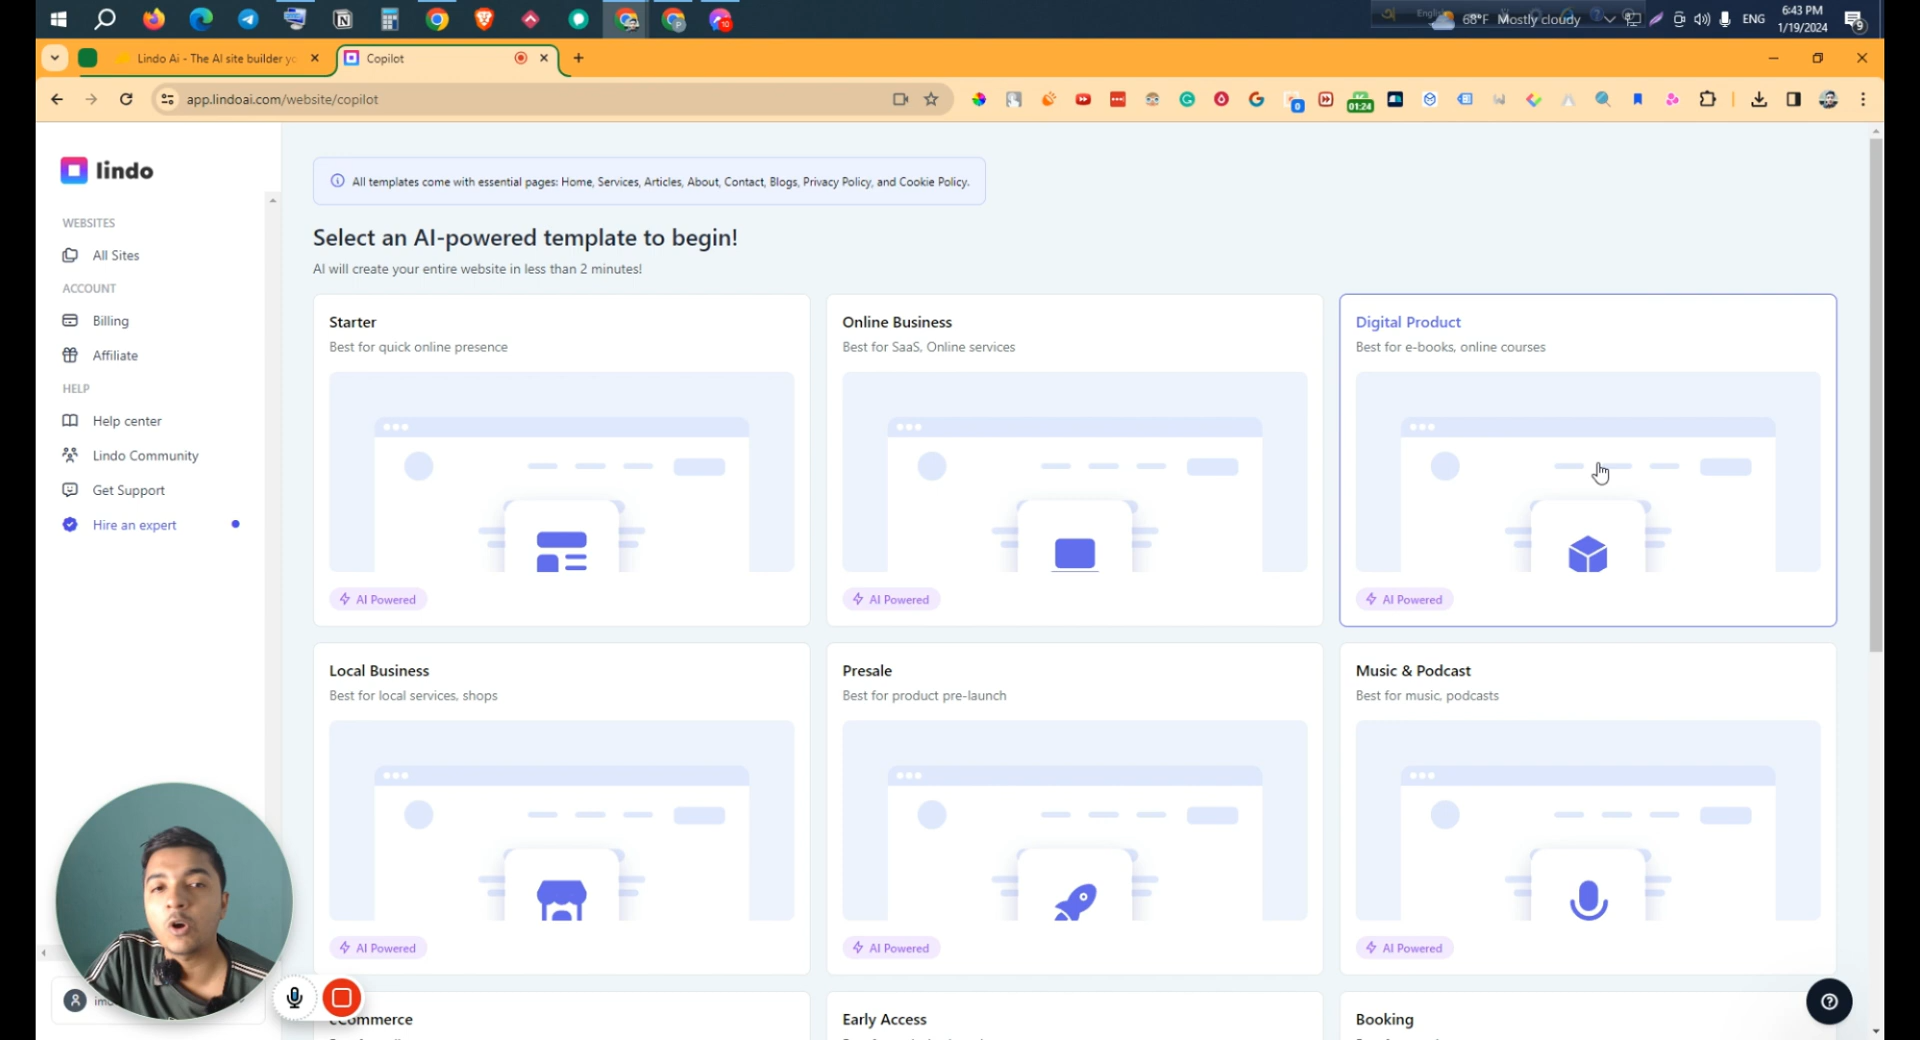 68°F Mostly cloudy
ENG
6:43 PM
1/19/2024
9
Lindo Ai - The AI site builder yo
Copilot
app.lindoai.com/website/copilot
0
01:24
lindo
WEBSITES
All Sites
ACCOUNT
Billing
Affiliate
HELP
Help center
Lindo Community
Get Support
Hire an expert
All templates come with essential pages: Home, Services, Articles, About, Contact, Blogs, Privacy Policy, and Cookie Policy.
Select an AI-powered template to begin!
AI will create your entire website in less than 2 minutes!
Starter
Best for quick online presence
AI Powered
Online Business
Best for SaaS, Online services
AI Powered
Digital Product
Best for e-books, online courses
AI Powered
Local Business
Best for local services, shops
AI Powered
Presale
Best for product pre-launch
AI Powered
Music & Podcast
Best for music, podcasts
AI Powered
eCommerce
Early Access
Booking